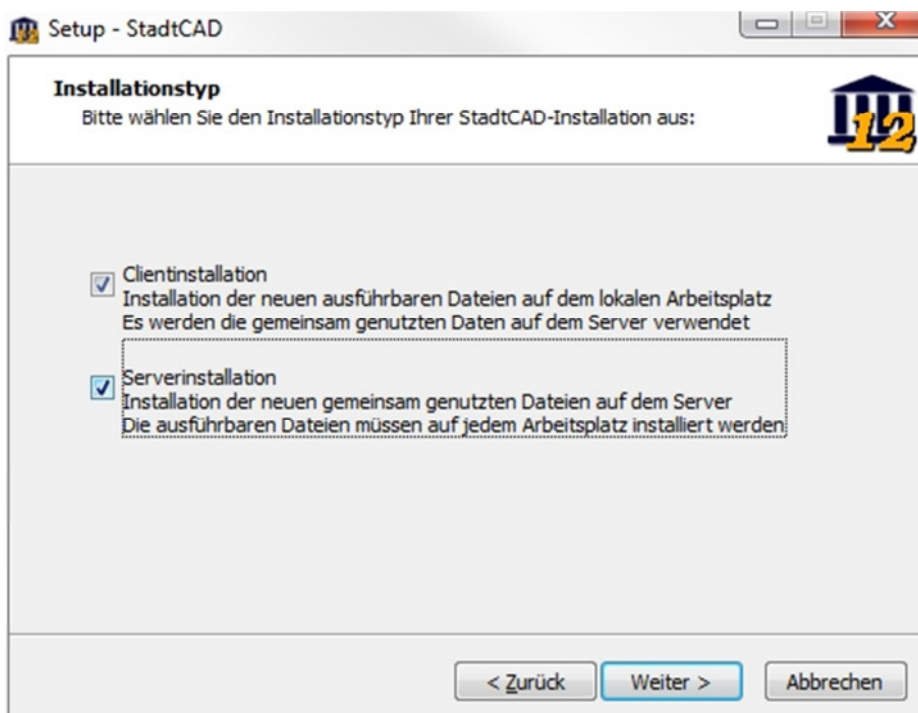 Setup - StadtCAD
Installationstyp
Bitte wählen Sie den Installationstyp Ihrer StadtCAD-Installation aus:
12
Clientinstallation
Installation der neuen ausführbaren Dateien auf dem lokalen Arbeitsplatz
Es werden die gemeinsam genutzten Daten auf dem Server verwendet
Serverinstallation
Installation der neuen gemeinsam genutzten Dateien auf dem Server
Die ausführbaren Dateien müssen auf jedem Arbeitsplatz installiert werden
< Zurück
Weiter >
Abbrechen